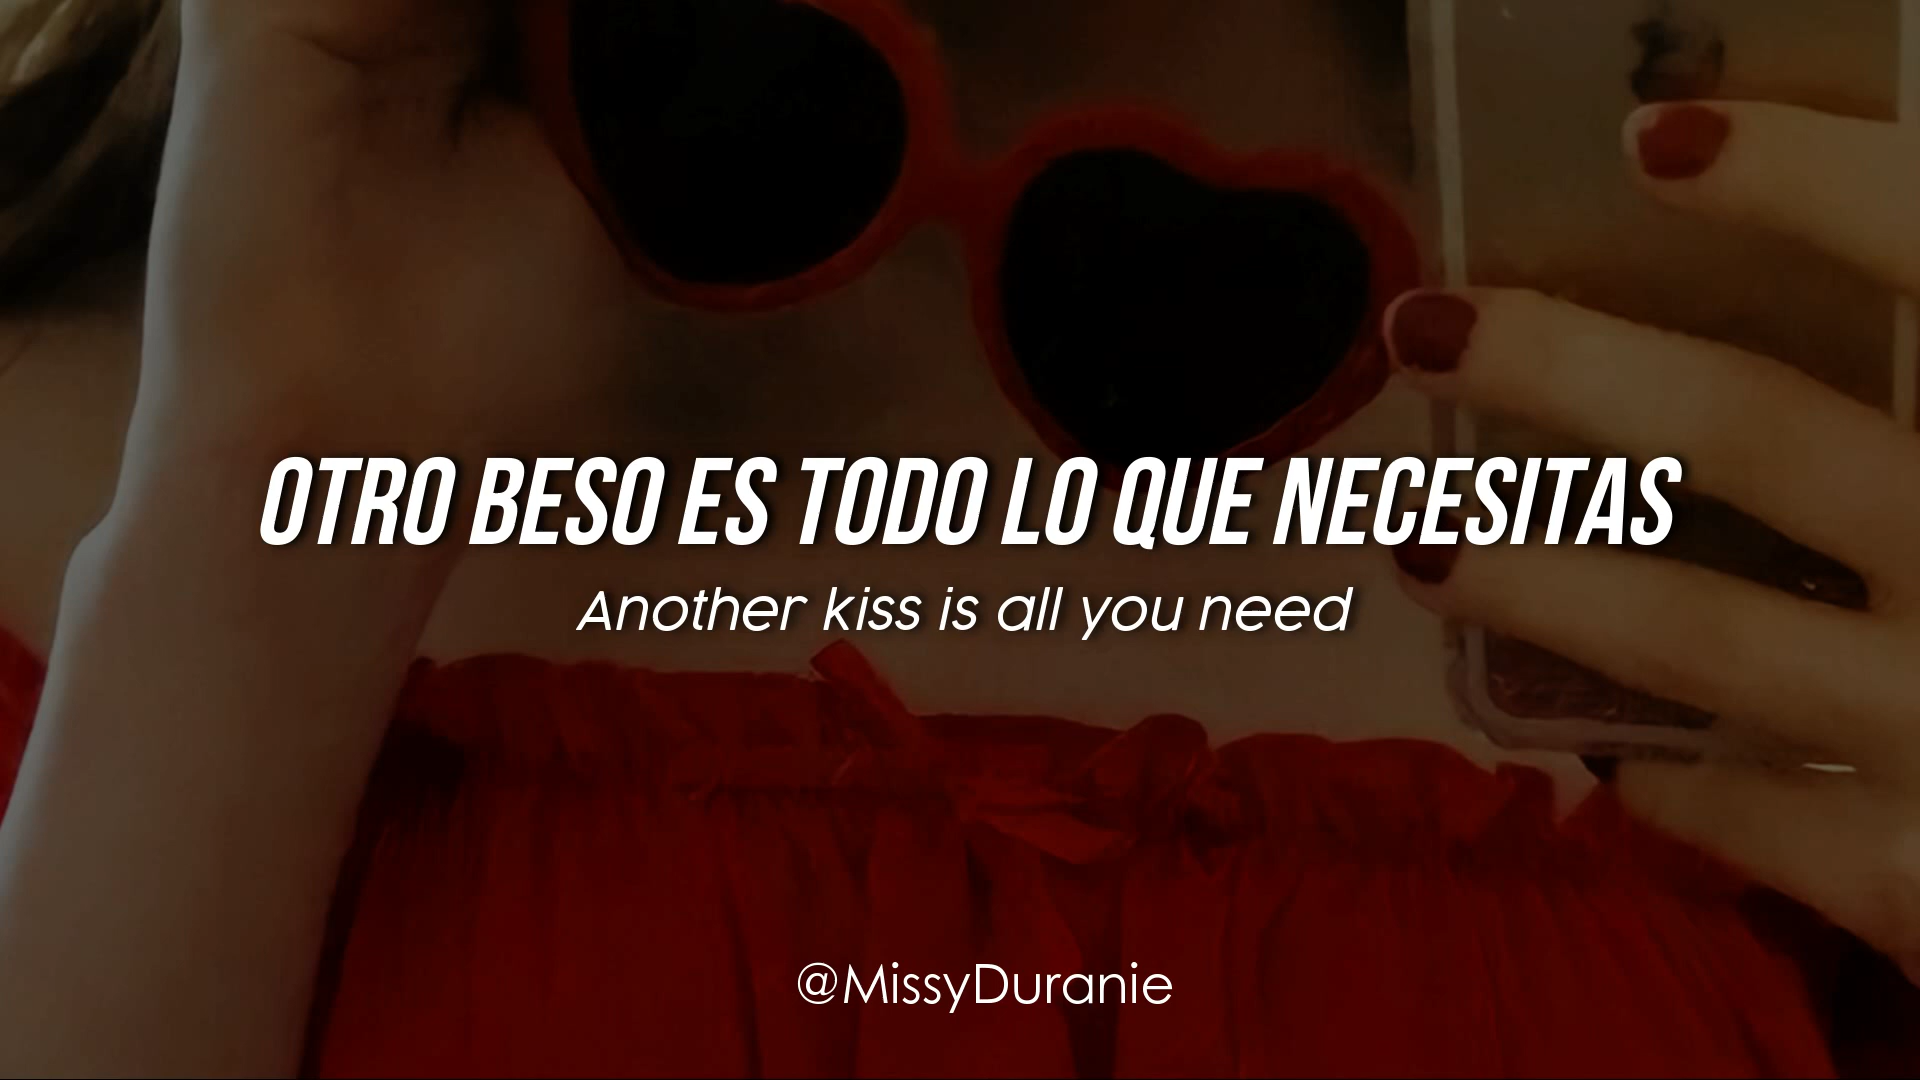 OTRO BESO ES TODO LO QUE NECESITAS
Another kiss is all you need
@MissyDuranie